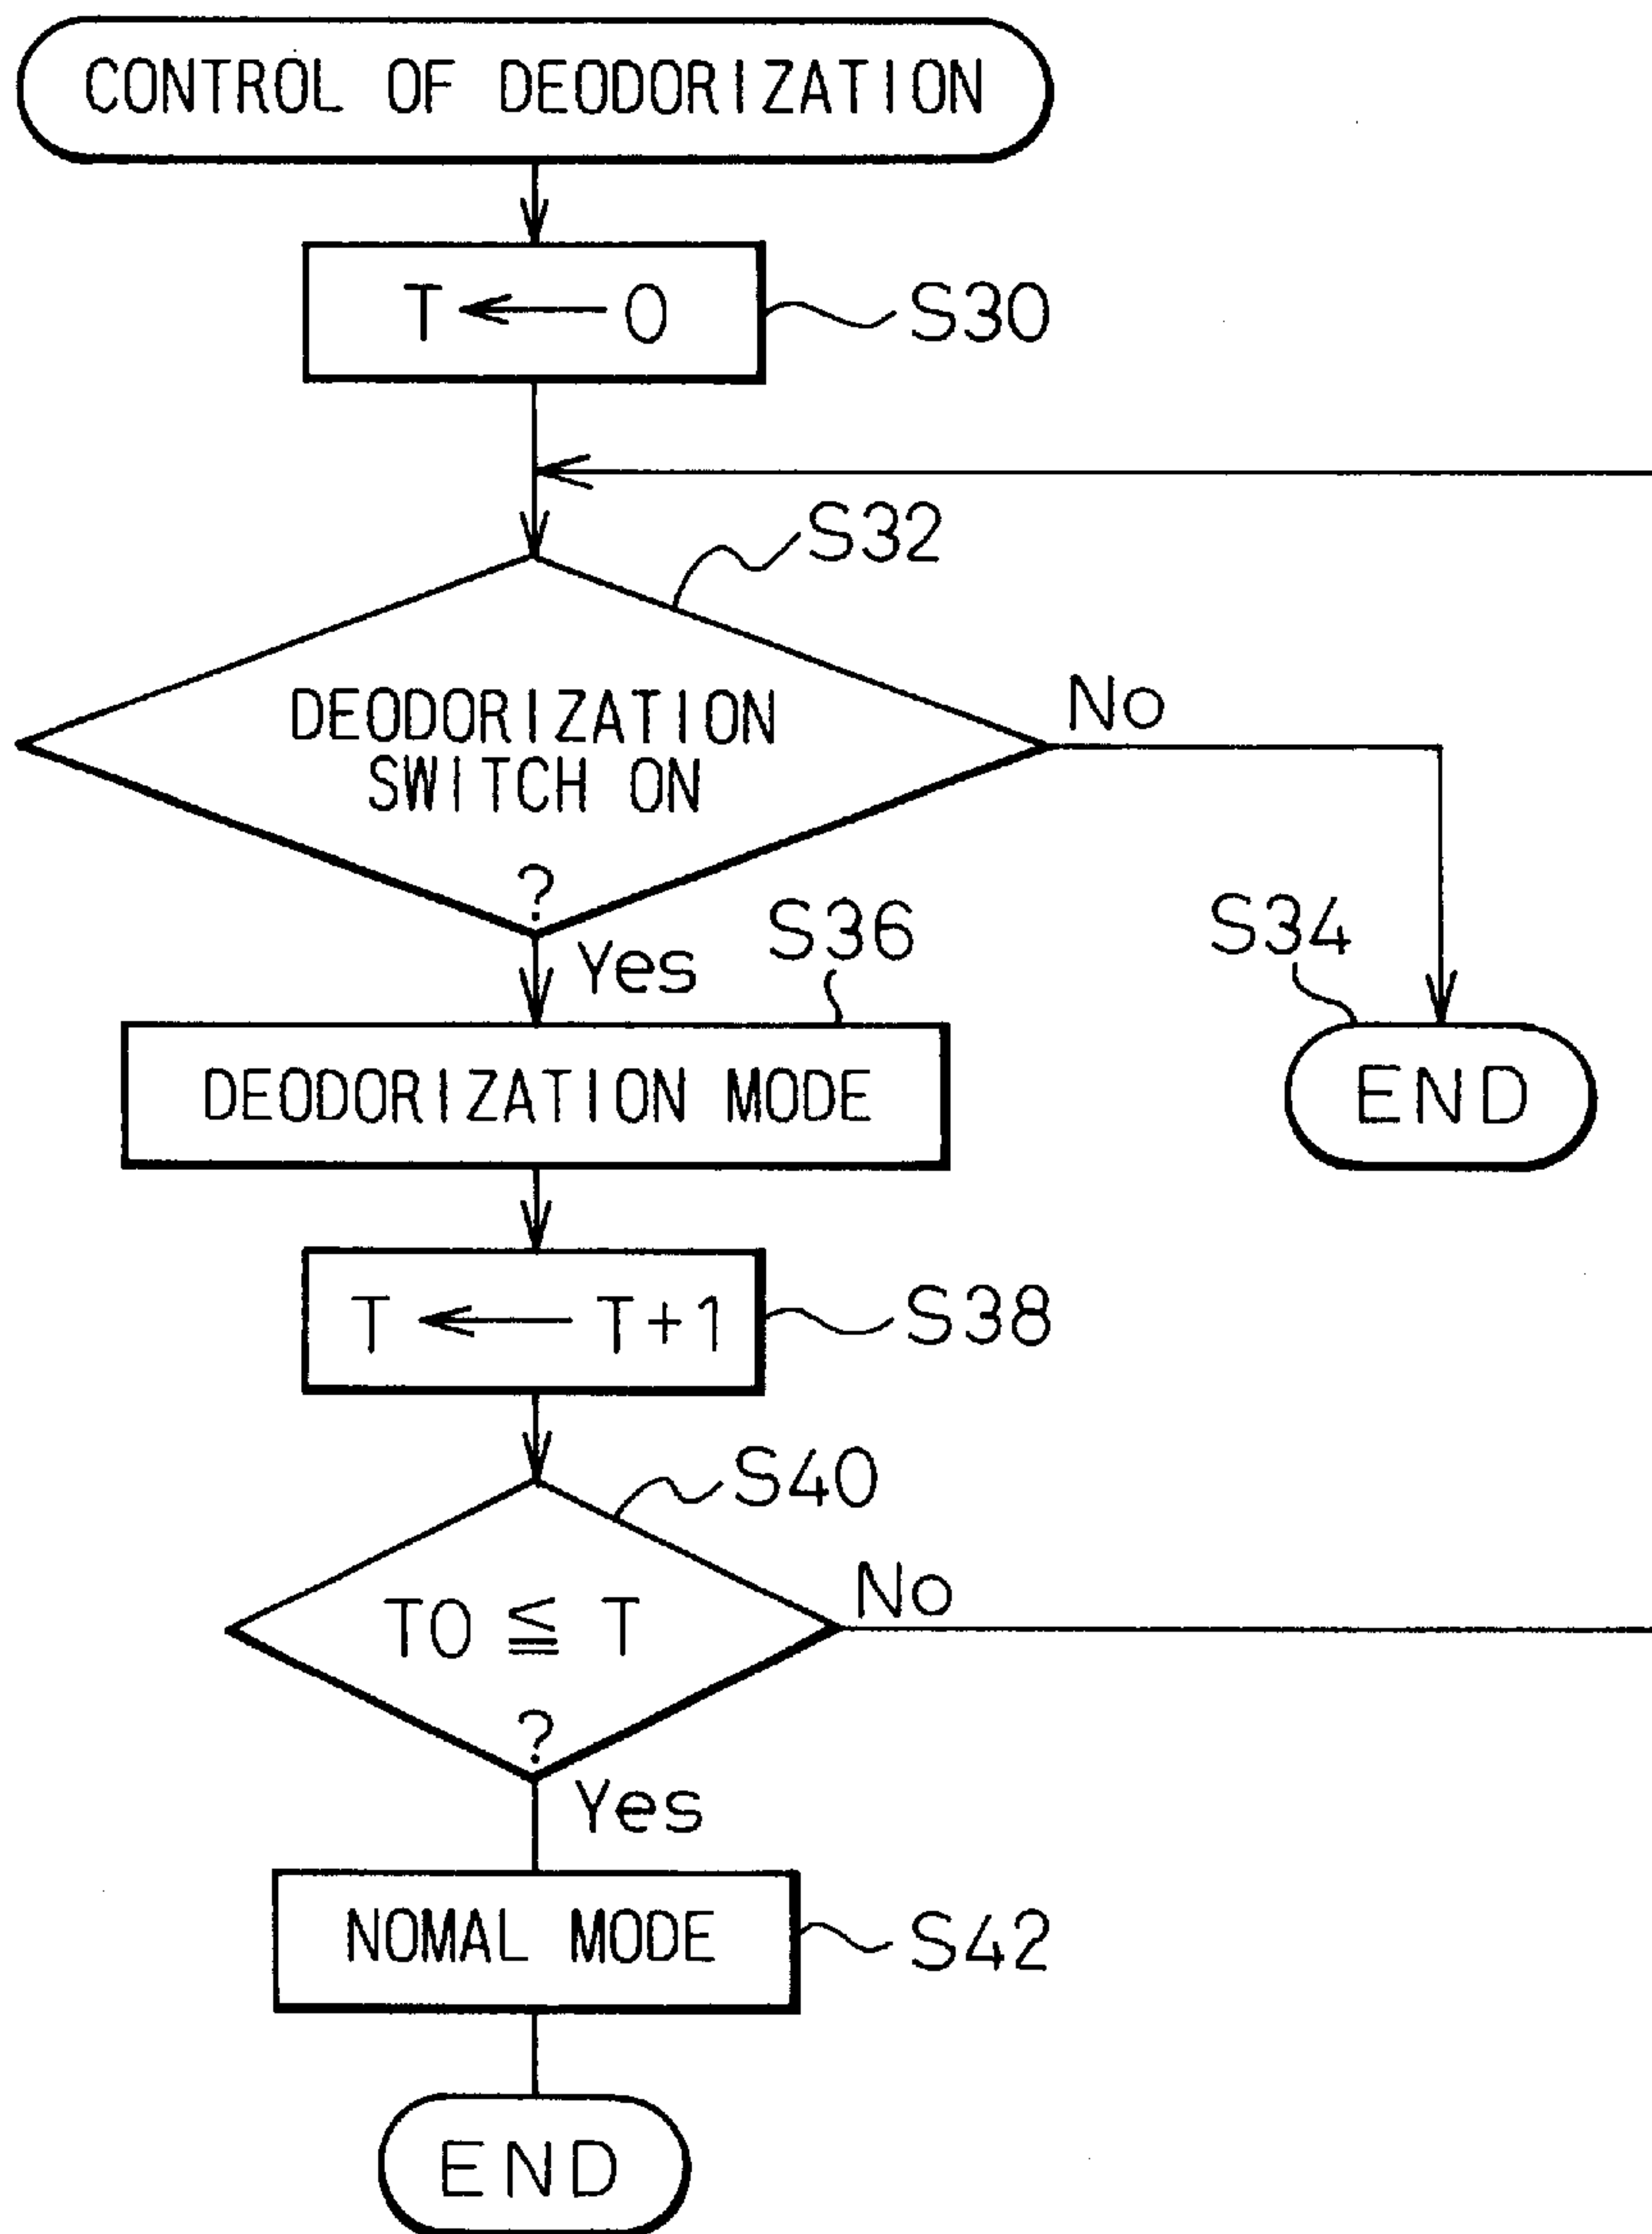 CONTROL OF DEODORIZATION
T ← 0
S30
S32
DEODORIZATION
SWITCH ON
?
No
Yes
S36
S34
DEODORIZATION MODE
END
T ← T+1
S38
S40
T0 ≦ T
?
No
Yes
NOMAL MODE
S42
END